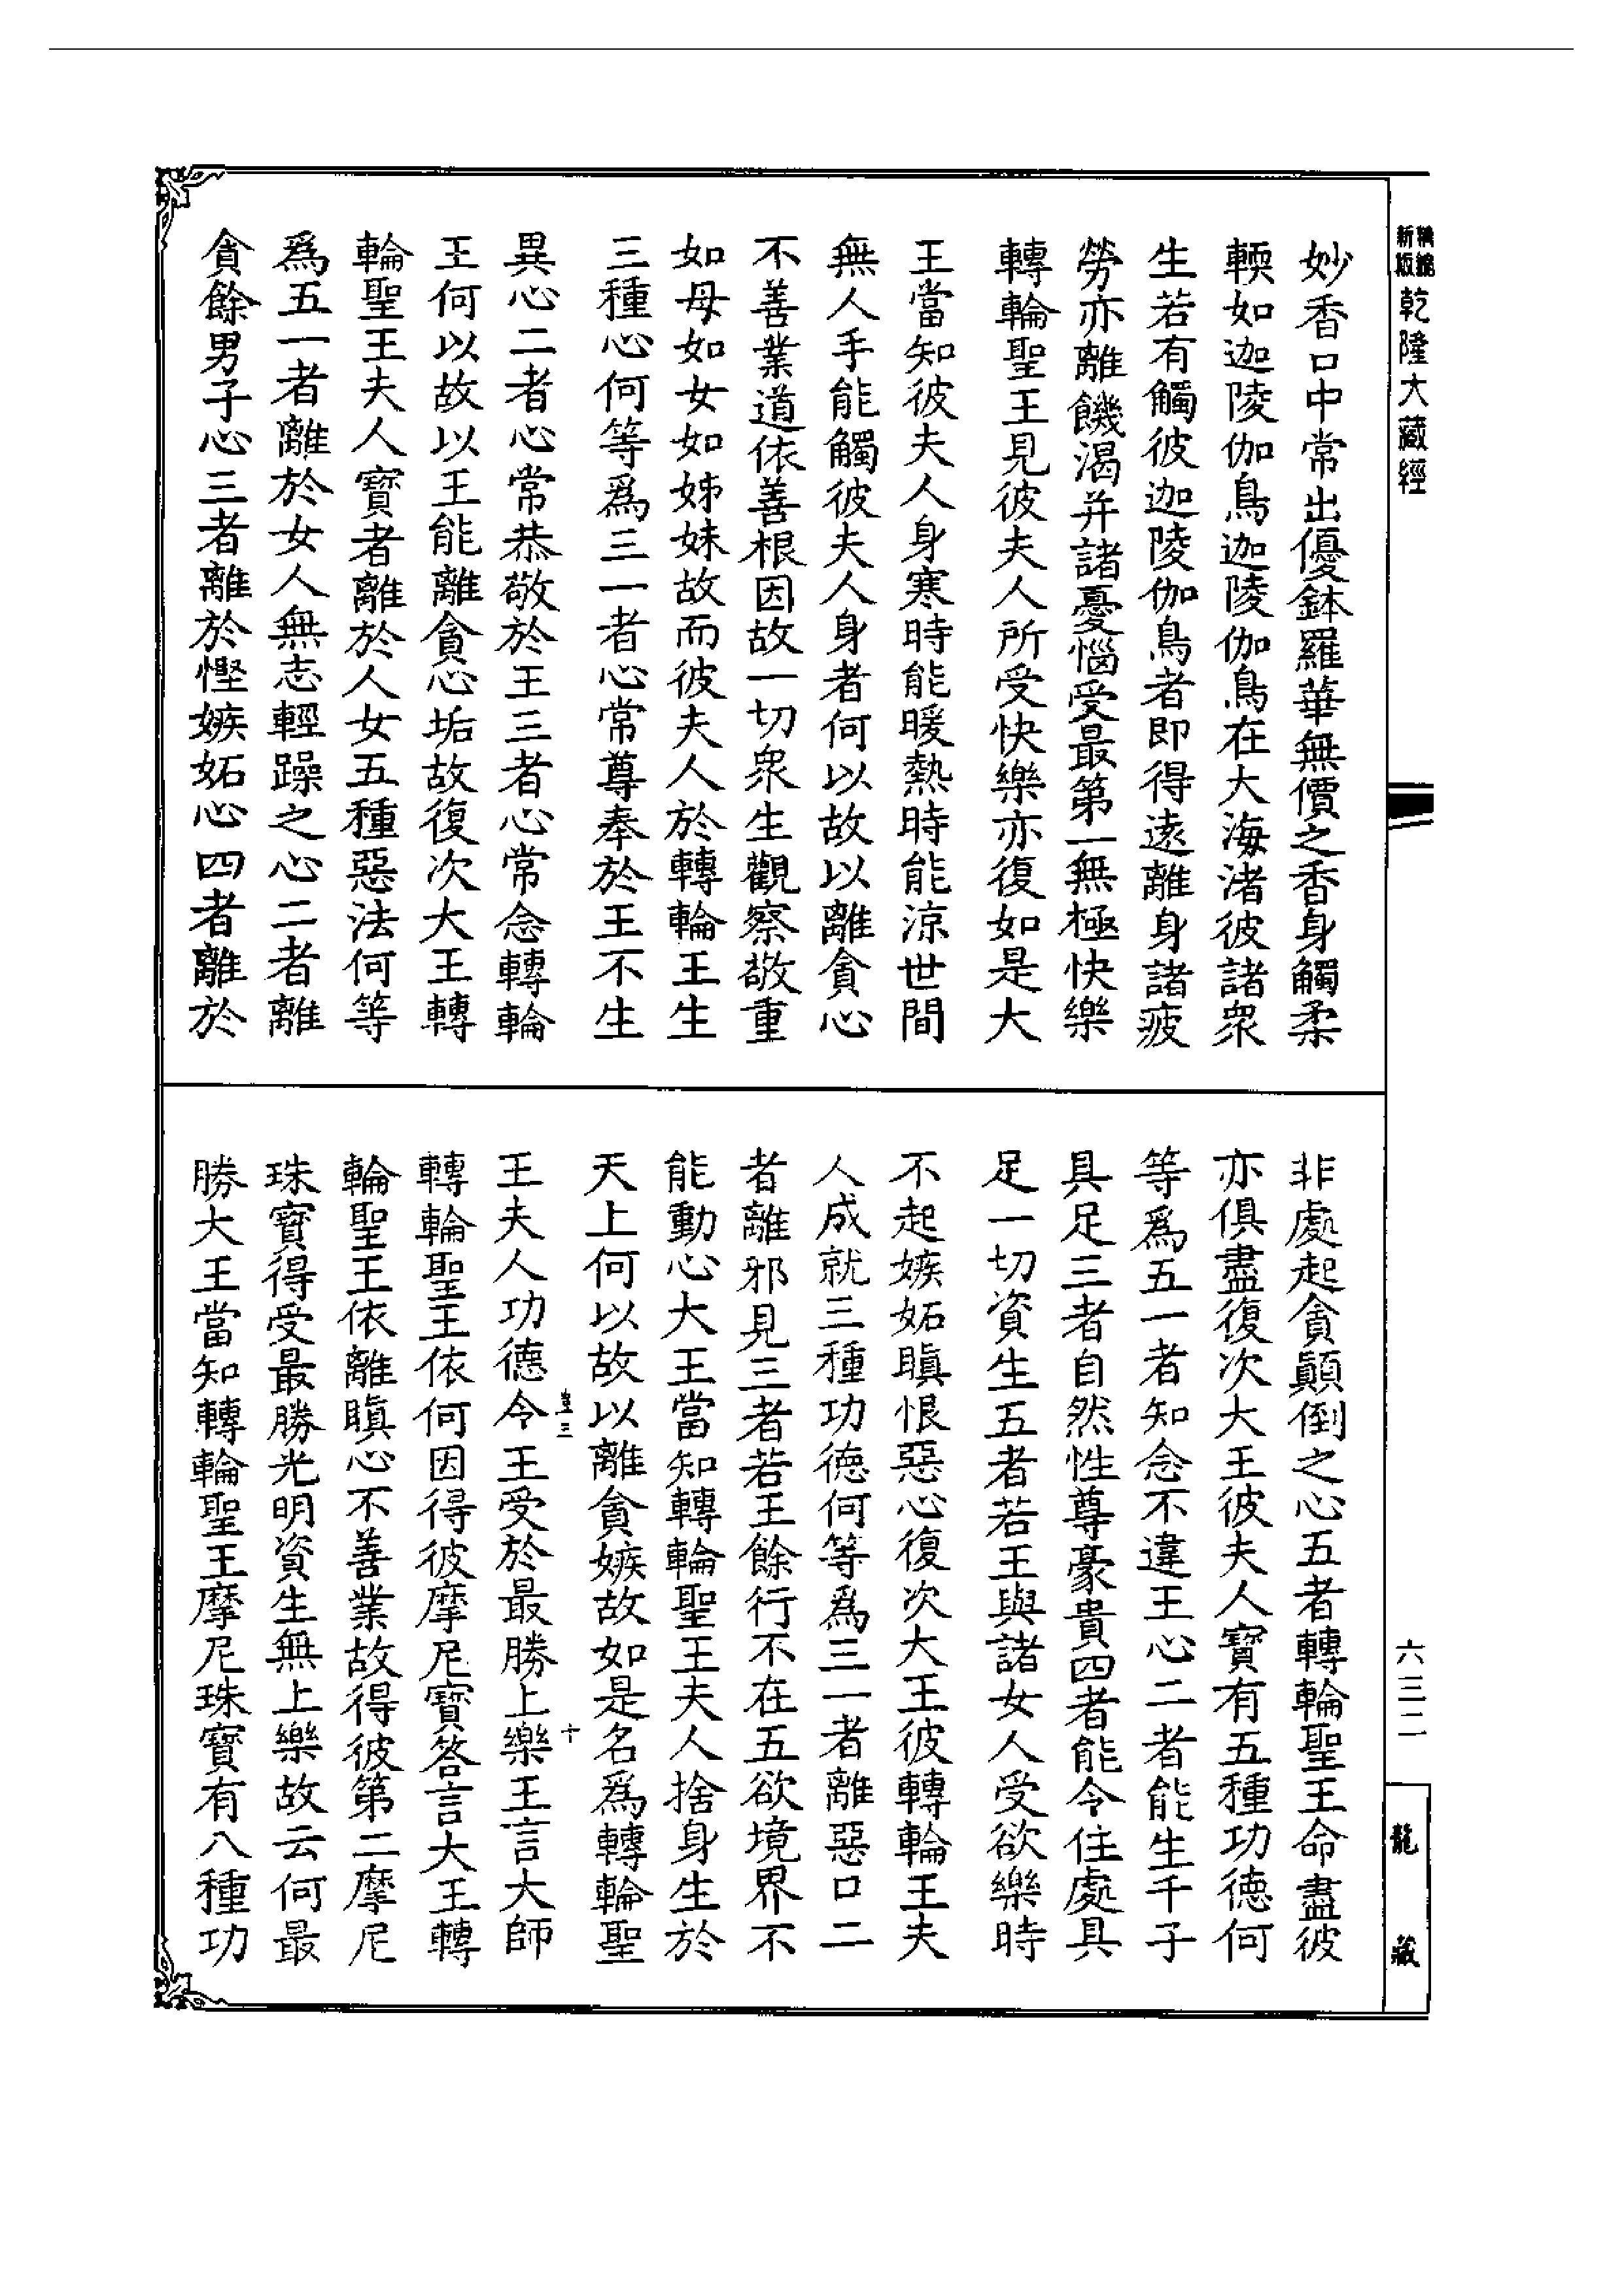 新版精編乾隆大藏經
妙香口中常出優鉢羅華無價之香身觸柔
輭如迦陵伽鳥迦陵伽鳥在大海渚彼諸眾
生若有觸彼迦陵伽鳥者即得遠離身諸疲
勞亦離饑渴并諸憂惱受最第一無極快樂
轉輪聖王見彼夫人所受快樂亦復如是大
王當知彼夫人身寒時能暖熱時能涼世間
無人手能觸彼夫人身者何以故以離貪心
不善業道依善根因故一切眾生觀察敬重
如母如女如姊妹故而彼夫人於轉輪王生
三種心何等為三一者心常尊奉於王不生
異心二者心常恭敬於王三者心常念轉輪
王何以故以王能離貪心垢故復次大王轉
輪聖王夫人寶者離於人女五種惡法何等
為五一者離於女人無志輕躁之心二者離
貪餘男子心三者離於慳嫉妬心四者離於
非處起貪顛倒之心五者轉輪聖王命盡彼
亦俱盡復次大王彼夫人寶有五種功德何
等為五一者知念不違王心二者能生千子
具足三者自然性尊豪貴四者能令住處具
足一切資生五者若王與諸女人受欲樂時
不起嫉妬瞋恨惡心復次大王彼轉輪王夫
人成就三種功德何等為三一者離惡口二
者離邪見三者若王餘行不在五欲境界不
能動心大王當知轉輪聖王夫人捨身生於
天上何以故以離貪嫉故如是名為轉輪聖
王夫人功德令王受於最勝上樂王言大師
轉輪聖王依何因得彼摩尼寶答言大王轉
輪聖王依離瞋心不善業故得彼第二摩尼
珠寶得受最勝光明資生無上樂故云何最
勝大王當知轉輪聖王摩尼珠寶有八種功
三
十
六三二
龍藏